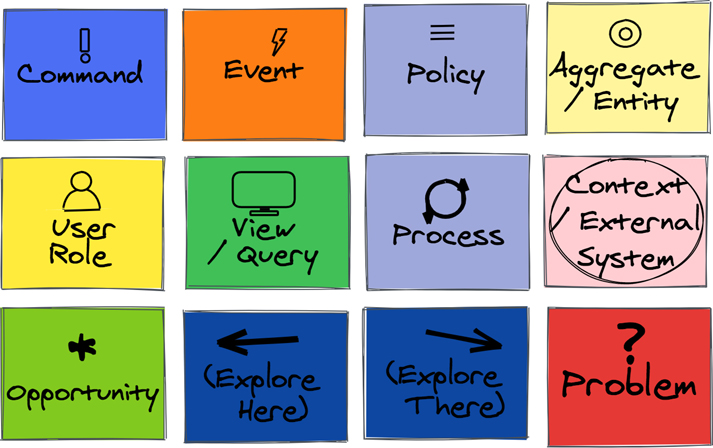 !
Command
Event
Policy
Aggregate
/ Entity
User
Role
View
/ Query
Process
Context
/ External
System
*
Opportunity
(Explore
Here)
(Explore
There)
?
Problem